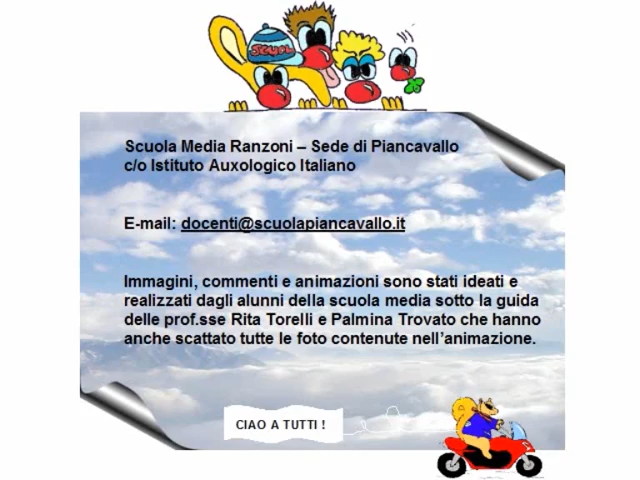 Scuola Media Ranzoni – Sede di Piancavallo
c/o Istituto Auxologico Italiano
E-mail: docenti@scuolapiancavallo.it
Immagini, commenti e animazioni sono stati ideati e
realizzati dagli alunni della scuola media sotto la guida
delle prof.sse Rita Torelli e Palmina Trovato che hanno
anche scattato tutte le foto contenute nell'animazione.
CIAO A TUTTI !